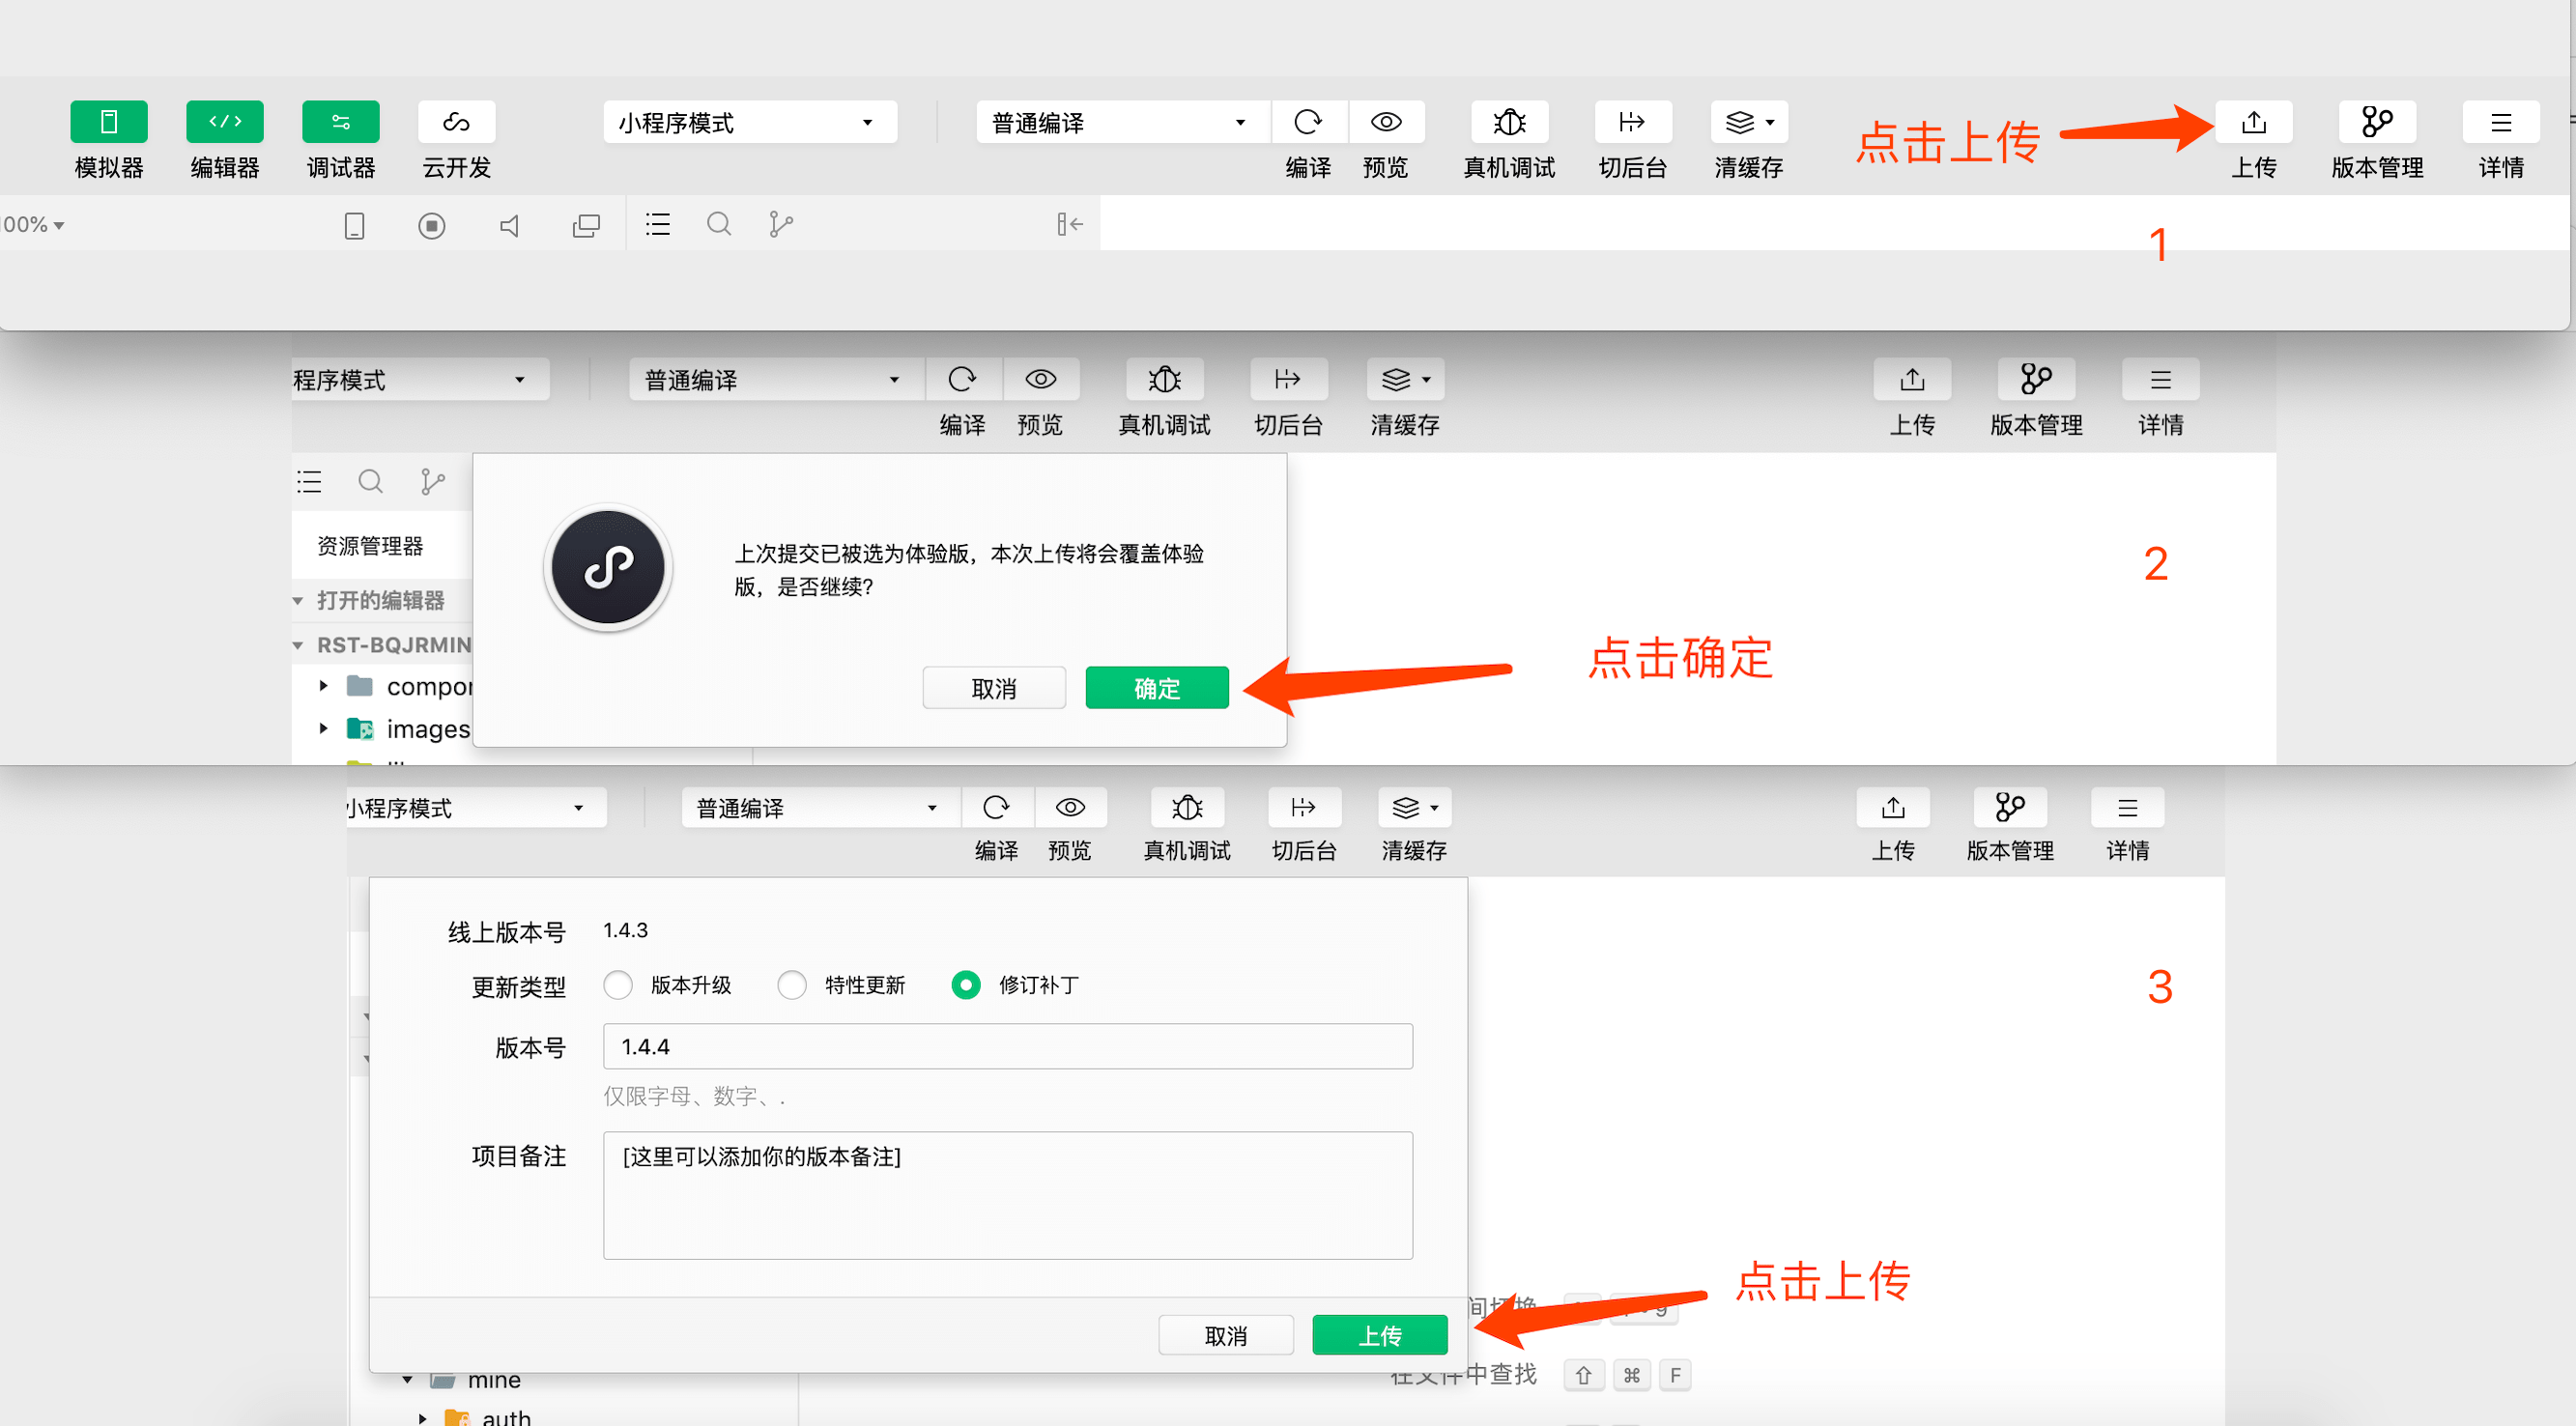 小程序模式
普通编译
点击上传
模拟器 编辑器 调试器 云开发
编译 预览 真机调试 切后台 清缓存
上传 版本管理 详情
00%
1
程序模式
普通编译
编译 预览 真机调试 切后台 清缓存
上传 版本管理 详情
资源管理器
打开的编辑器
RST-BQJRMIN
compor
images
上次提交已被选为体验版，本次上传将会覆盖体验
版，是否继续？
取消 确定
点击确定
2
小程序模式
普通编译
编译 预览 真机调试 切后台 清缓存
上传 版本管理 详情
线上版本号 1.4.3
更新类型 版本升级 特性更新 修订补丁
版本号 1.4.4
仅限字母、数字、.
项目备注 [这里可以添加你的版本备注]
取消 上传
点击上传
3
间切换
在文件中查找 ⇧ ⌘ F
mine
auth